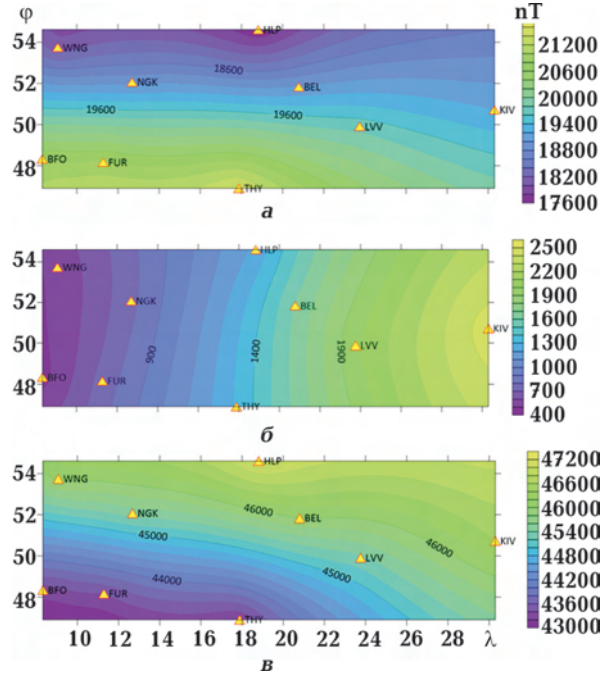 φ
nT
54
WNG
HLP
18600
52
NGK
BEL
19600
19600
KIV
50
LVV
48
BFO
FUR
THY
а
21200
20600
20000
19400
18800
18200
17600
54
WNG
HLP
52
NGK
BEL
KIV
50
900
1400
1900
LVV
48
BFO
FUR
THY
б
2500
2200
1900
1600
1300
1000
700
400
54
WNG
HLP
52
NGK
46000
BEL
KIV
45000
46000
50
LVV
44000
45000
48
BFO
FUR
THY
10 12 14 16 18 20 22 24 26 28 λ
в
47200
46600
46000
45400
44800
44200
43600
43000